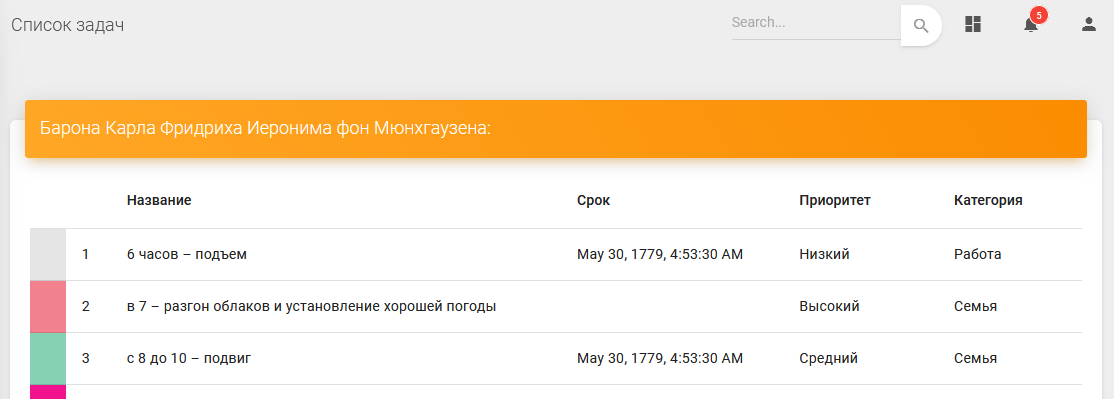 Список задач
Search...
5
Барона Карла Фридриха Иеронима фон Мюнхгаузена:
Название Срок Приоритет Категория
1 6 часов – подъем May 30, 1779, 4:53:30 AM Низкий Работа
2 в 7 – разгон облаков и установление хорошей погоды Высокий Семья
3 с 8 до 10 – подвиг May 30, 1779, 4:53:30 AM Средний Семья